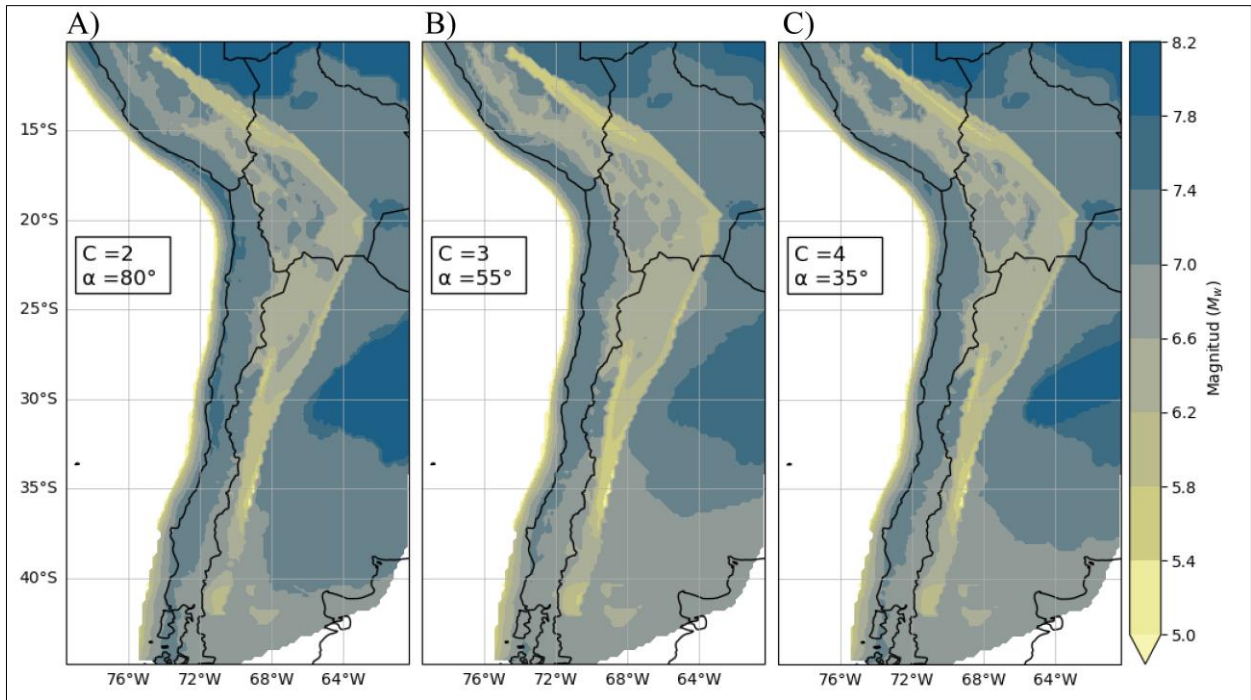 A)
B)
C)
15°S
20°S
25°S
30°S
35°S
40°S
C =2
α =80°
C =3
α =55°
C =4
α =35°
76°W 72°W 68°W 64°W
76°W 72°W 68°W 64°W
76°W 72°W 68°W 64°W
8.2
7.8
7.4
7.0
6.6
6.2
5.8
5.4
5.0
Magnitud (Mw)